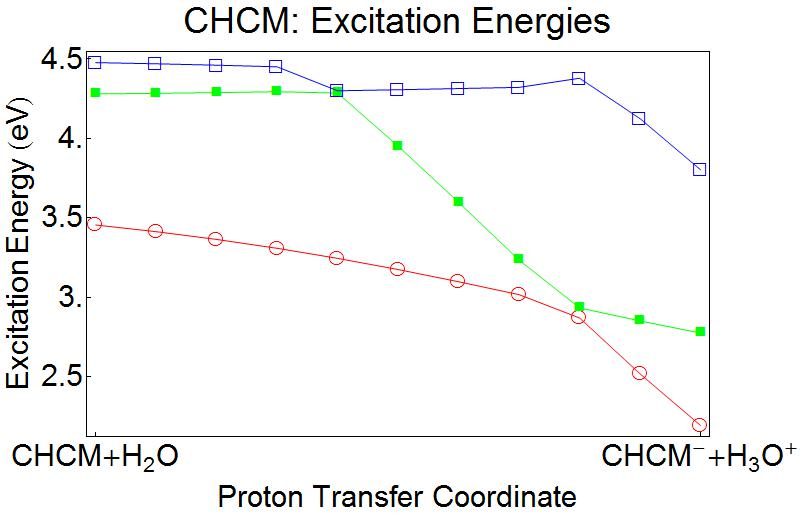 CHCM: Excitation Energies
Excitation Energy (eV)
4.5
4.
3.5
3.
2.5
CHCM+H₂O
CHCM⁻+H₃O⁺
Proton Transfer Coordinate